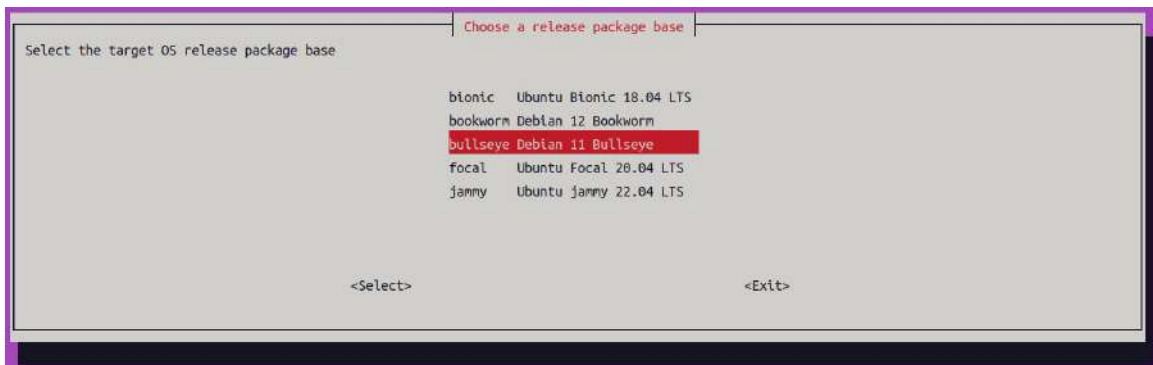 Choose a release package base
Select the target OS release package base
bionic Ubuntu Bionic 18.04 LTS
bookworm Debian 12 Bookworm
bullseye Debian 11 Bullseye
focal Ubuntu Focal 20.04 LTS
jammy Ubuntu jammy 22.04 LTS
<Select> <Exit>